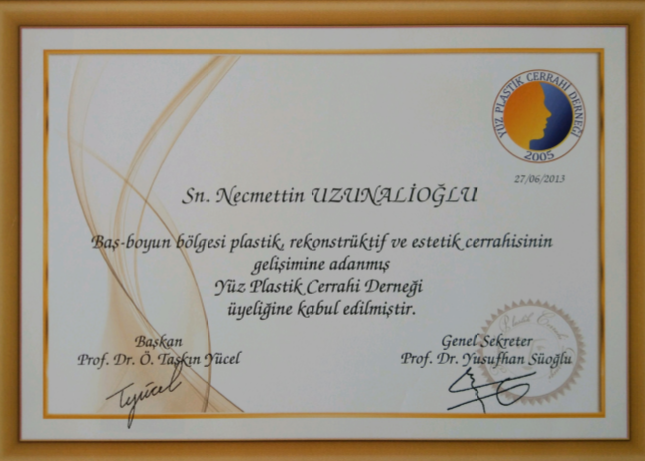 YÜZ PLASTİK CERRAHİ DERNEĞİ
2005
27/06/2013
Sn. Necmettin UZUNALİOĞLU
Baş-boyun bölgesi plastik, rekonstrüktif ve estetik cerrahisinin
gelişimine adanmış
Yüz Plastik Cerrahi Derneği
üyeliğine kabul edilmiştir.
Başkan
Prof. Dr. Ö. Taşkın Yücel
Tyücel
Genel Sekreter
Prof. Dr. Yusufhan Süoğlu